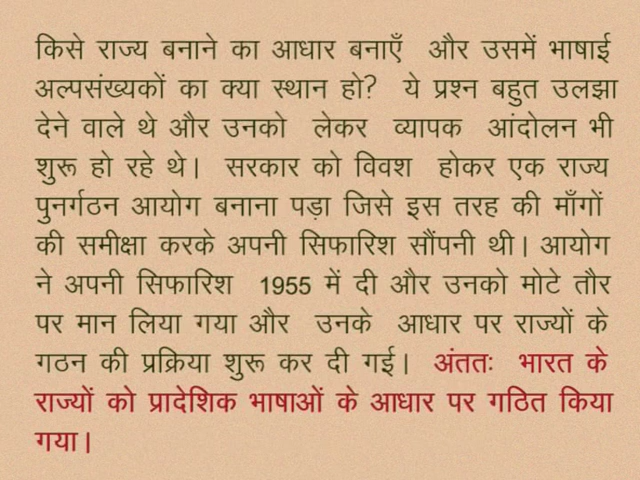 किसे राज्य बनाने का आधार बनाएँ और उसमें भाषाई
अल्पसंख्यकों का क्या स्थान हो? ये प्रश्न बहुत उलझा
देने वाले थे और उनको लेकर व्यापक आंदोलन भी
शुरू हो रहे थे। सरकार को विवश होकर एक राज्य
पुनर्गठन आयोग बनाना पड़ा जिसे इस तरह की माँगों
की समीक्षा करके अपनी सिफारिश सौंपनी थी। आयोग
ने अपनी सिफारिश 1955 में दी और उनको मोटे तौर
पर मान लिया गया और उनके आधार पर राज्यों के
गठन की प्रक्रिया शुरू कर दी गई। अंततः भारत के
राज्यों को प्रादेशिक भाषाओं के आधार पर गठित किया
गया।